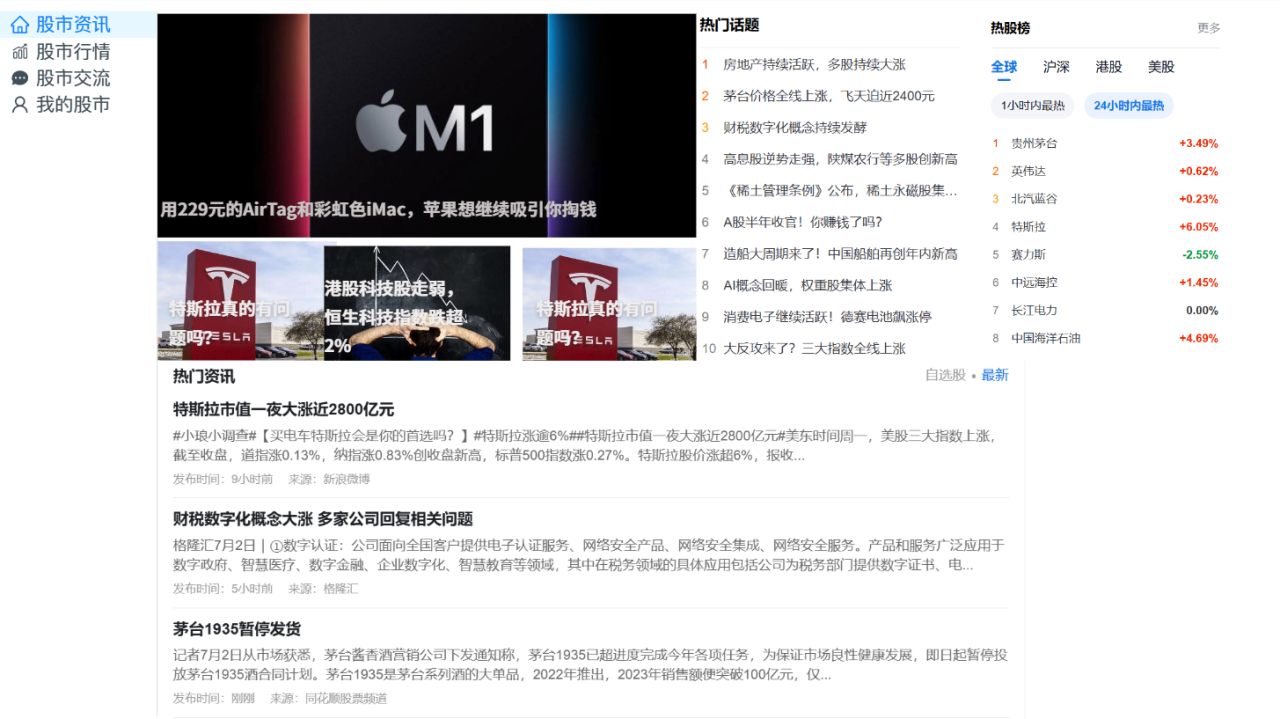 股市资讯
股市行情
股市交流
我的股市
M1
用229元的AirTag和彩虹色iMac，苹果想继续吸引你掏钱
特斯拉真的有问
题吗?
港股科技股走弱，
恒生科技指数跌超
2%
特斯拉真的有问
题吗?
热门话题
1 房地产持续活跃，多股持续大涨
2 茅台价格全线上涨，飞天迫近2400元
3 财税数字化概念持续发酵
4 高息股逆势走强，陕煤农行等多股创新高
5 《稀土管理条例》公布，稀土永磁股集...
6 A股半年收官！你赚钱了吗?
7 造船大周期来了！中国船舶再创年内新高
8 AI概念回暖，权重股集体上涨
9 消费电子继续活跃！德赛电池飙涨停
10 大反攻来了？三大指数全线上涨
热股榜 更多
全球 沪深 港股 美股
1小时内最热 24小时内最热
1 贵州茅台 +3.49%
2 英伟达 +0.62%
3 北汽蓝谷 +0.23%
4 特斯拉 +6.05%
5 赛力斯 -2.55%
6 中远海控 +1.45%
7 长江电力 0.00%
8 中国海洋石油 +4.69%
热门资讯 自选股 • 最新
特斯拉市值一夜大涨近2800亿元
#小琅小调查#【买电车特斯拉会是你的首选吗？】#特斯拉涨逾6%##特斯拉市值一夜大涨近2800亿元#美东时间周一，美股三大指数上涨，
截至收盘，道指涨0.13%，纳指涨0.83%创收盘新高，标普500指数涨0.27%。特斯拉股价涨超6%，报收...
发布时间：9小时前 来源：新浪微博
财税数字化概念大涨 多家公司回复相关问题
格隆汇7月2日｜①数字认证：公司面向全国客户提供电子认证服务、网络安全产品、网络安全集成、网络安全服务。产品和服务广泛应用于
数字政府、智慧医疗、数字金融、企业数字化、智慧教育等领域，其中在税务领域的具体应用包括公司为税务部门提供数字证书、电...
发布时间：5小时前 来源：格隆汇
茅台1935暂停发货
记者7月2日从市场获悉，茅台酱香酒营销公司下发通知称，茅台1935已超进度完成今年各项任务，为保证市场良性健康发展，即日起暂停投
放茅台1935酒合同计划。茅台1935是茅台系列酒的大单品，2022年推出，2023年销售额便突破100亿元，仅...
发布时间：刚刚 来源：同花顺股票频道